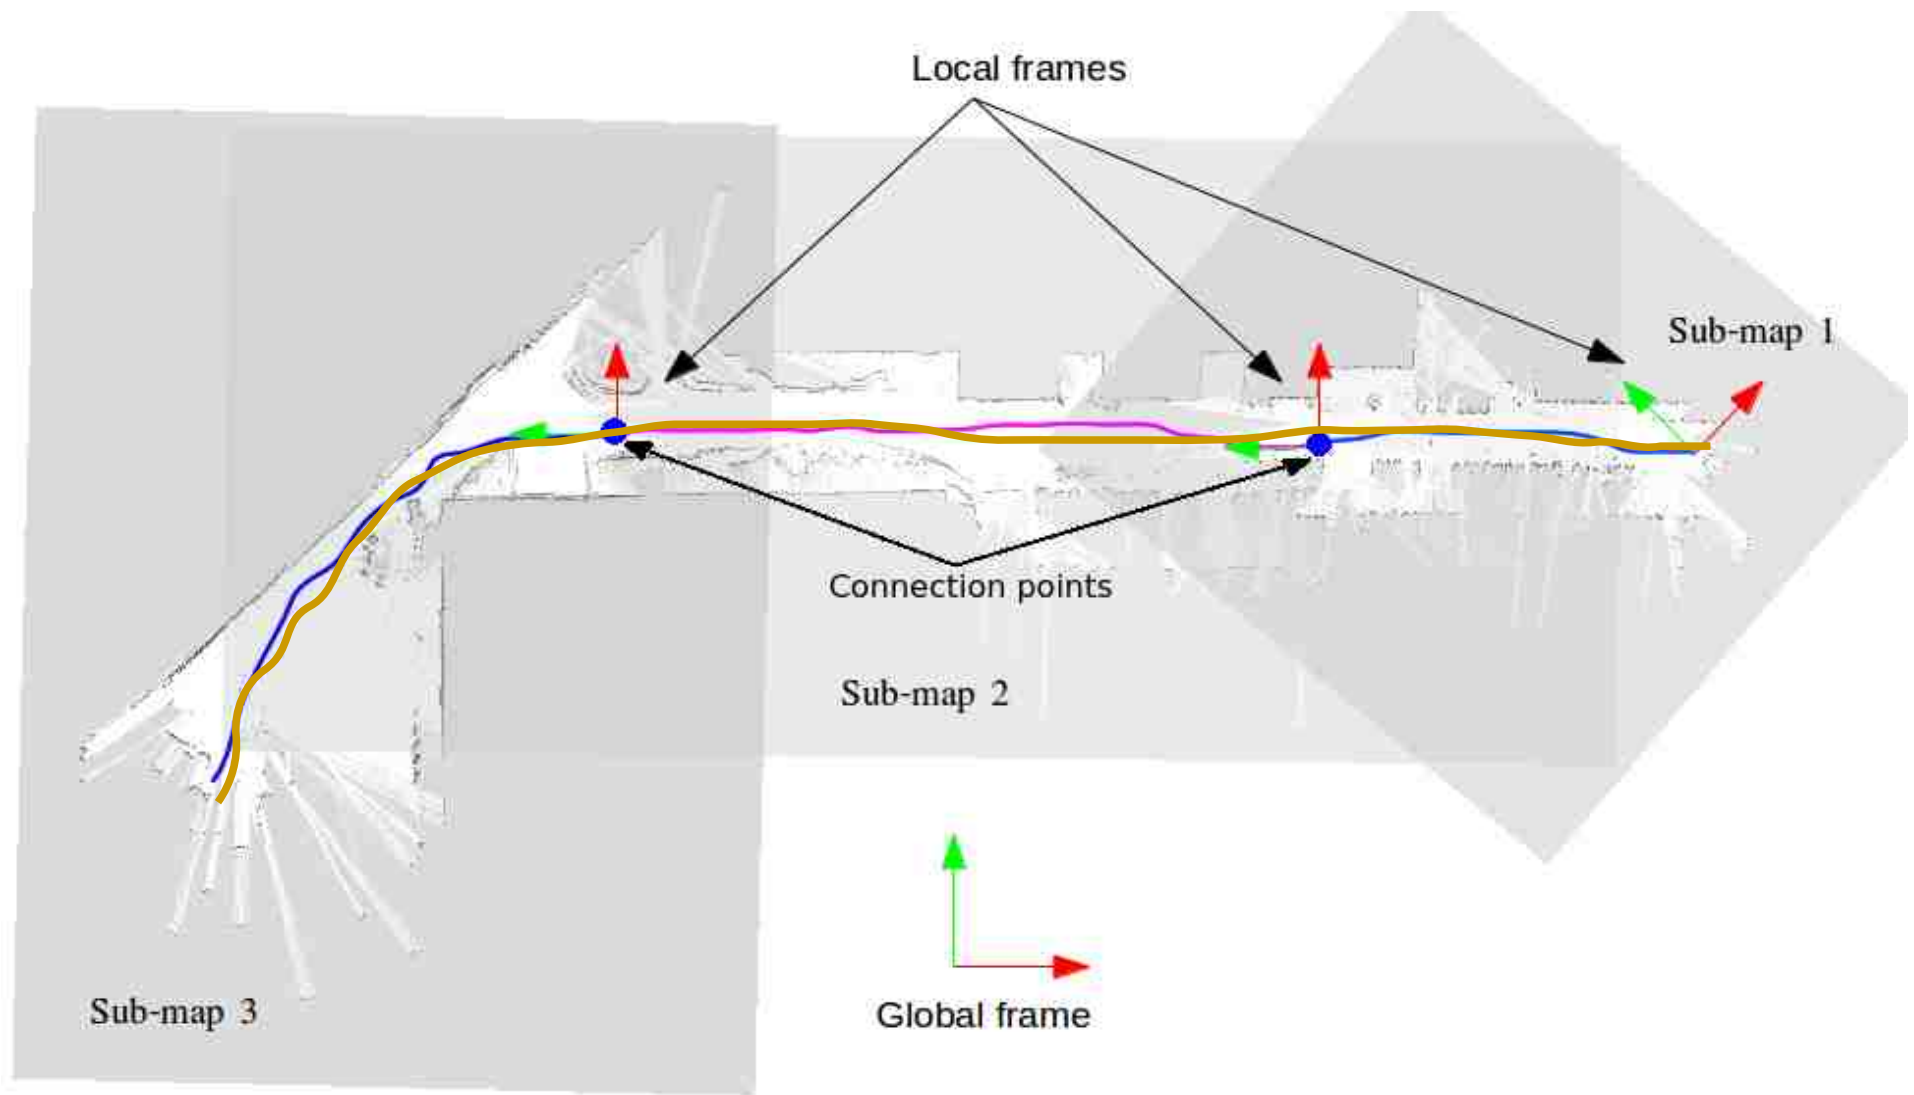 Local frames
Sub-map 1
Connection points
Sub-map 2
Sub-map 3
Global frame